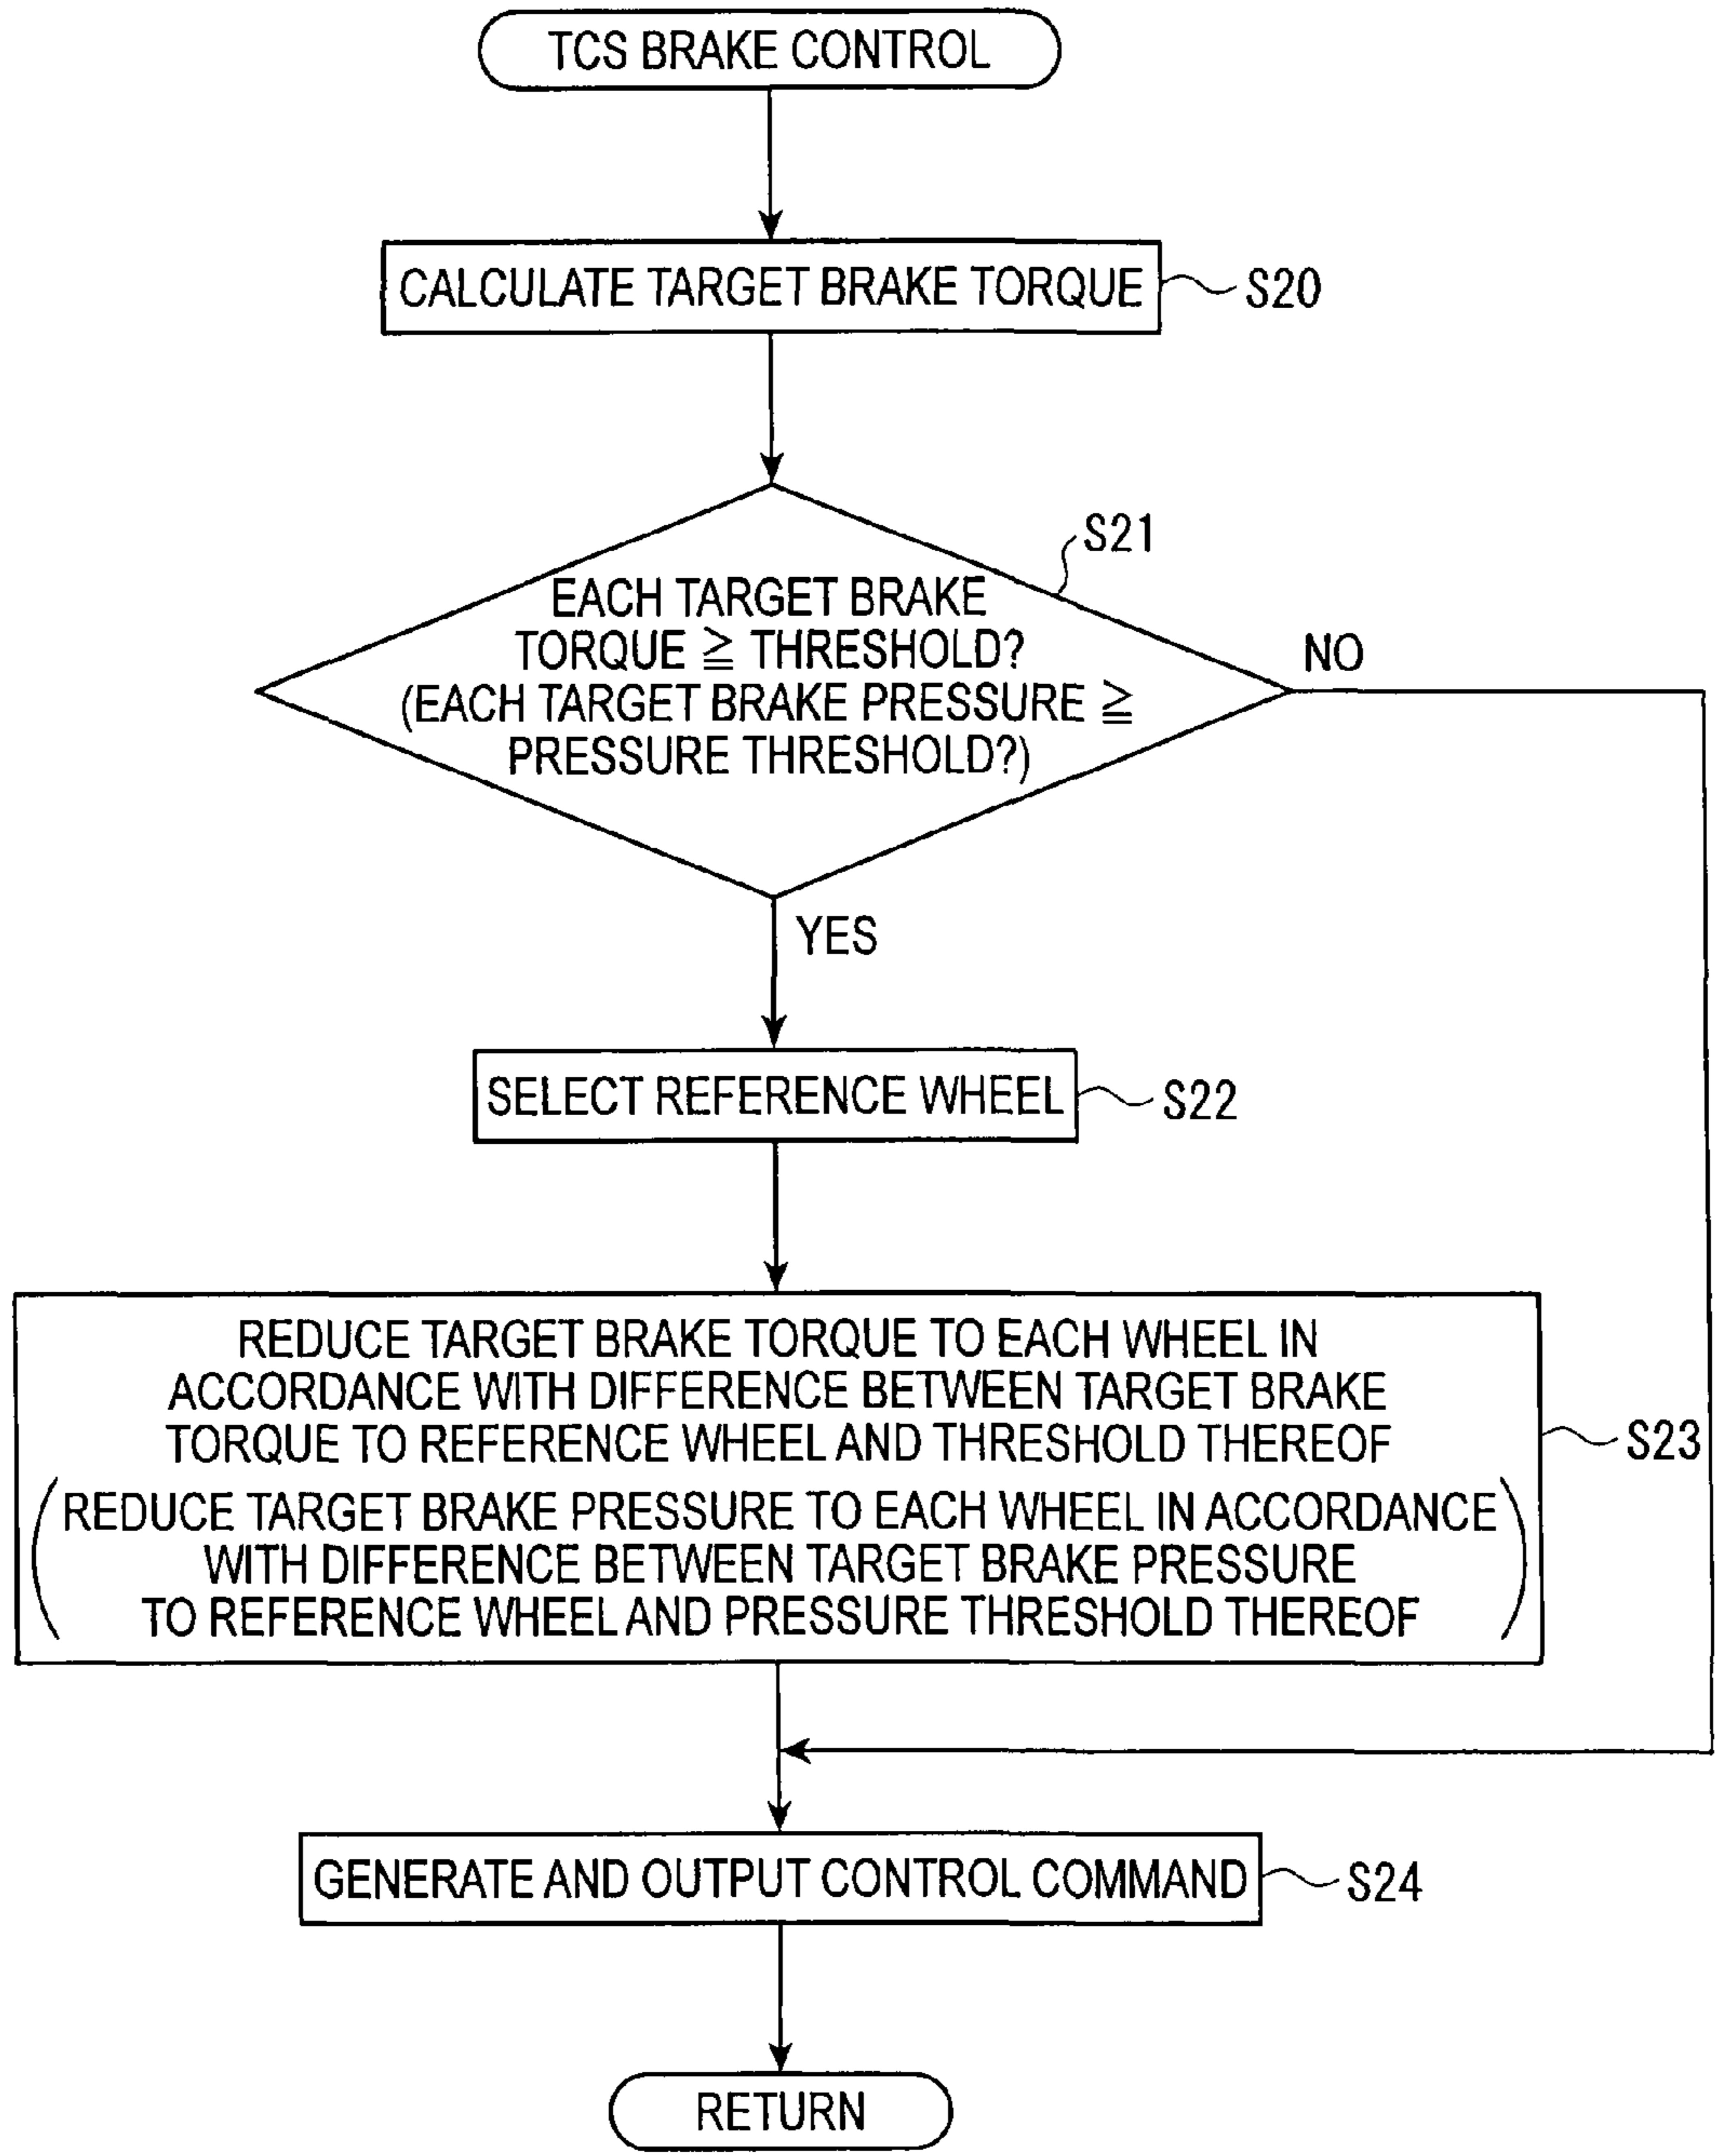 TCS BRAKE CONTROL
CALCULATE TARGET BRAKE TORQUE
S20
S21
EACH TARGET BRAKE
TORQUE ≧ THRESHOLD?
(EACH TARGET BRAKE PRESSURE ≧
PRESSURE THRESHOLD?)
NO
YES
SELECT REFERENCE WHEEL
S22
REDUCE TARGET BRAKE TORQUE TO EACH WHEEL IN
ACCORDANCE WITH DIFFERENCE BETWEEN TARGET BRAKE
TORQUE TO REFERENCE WHEEL AND THRESHOLD THEREOF
S23
(REDUCE TARGET BRAKE PRESSURE TO EACH WHEEL IN ACCORDANCE
WITH DIFFERENCE BETWEEN TARGET BRAKE PRESSURE
TO REFERENCE WHEEL AND PRESSURE THRESHOLD THEREOF)
GENERATE AND OUTPUT CONTROL COMMAND
S24
RETURN